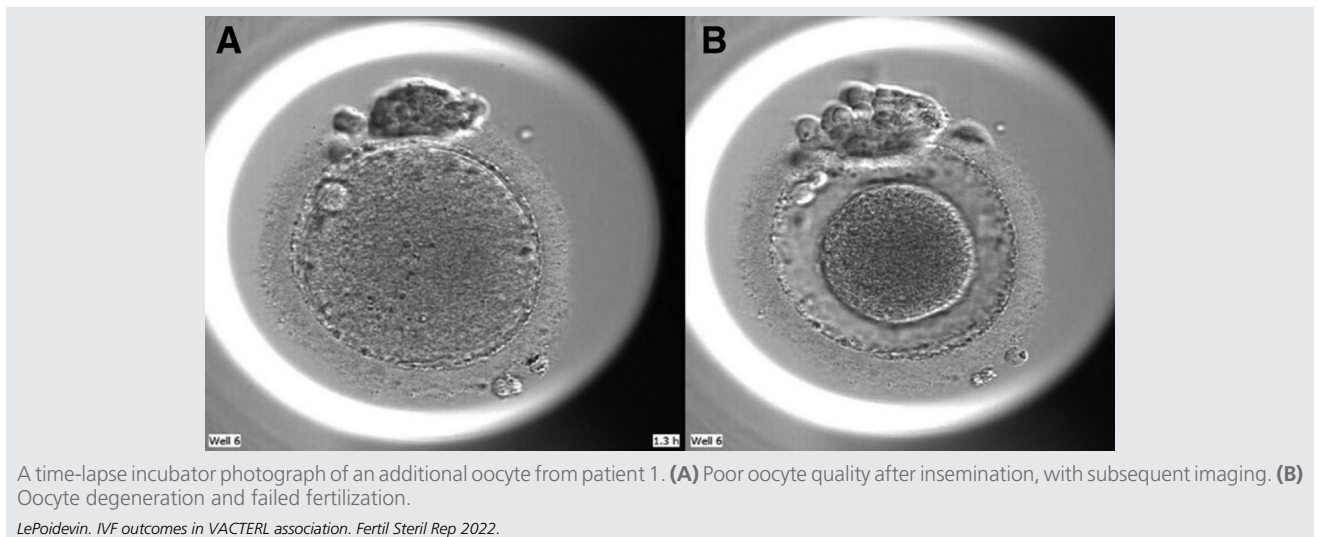 A
B
Well 6
1.3 h
Well 6
A time-lapse incubator photograph of an additional oocyte from patient 1. (A) Poor oocyte quality after insemination, with subsequent imaging. (B)
Oocyte degeneration and failed fertilization.
LePoidevin. IVF outcomes in VACTERL association. Fertil Steril Rep 2022.